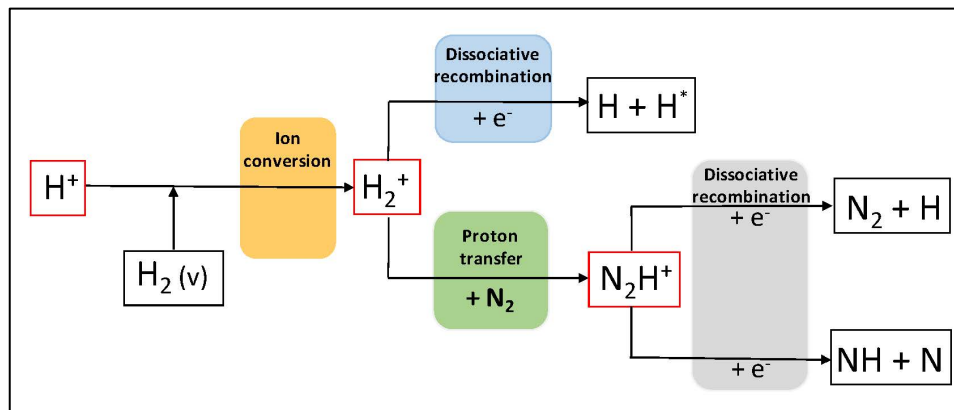 Dissociative
recombination
+ e⁻
H + H*
Ion
conversion
H⁺
H₂⁺
H₂ (v)
Proton
transfer
+ N₂
N₂H⁺
Dissociative
recombination
+ e⁻
N₂ + H
+ e⁻
NH + N